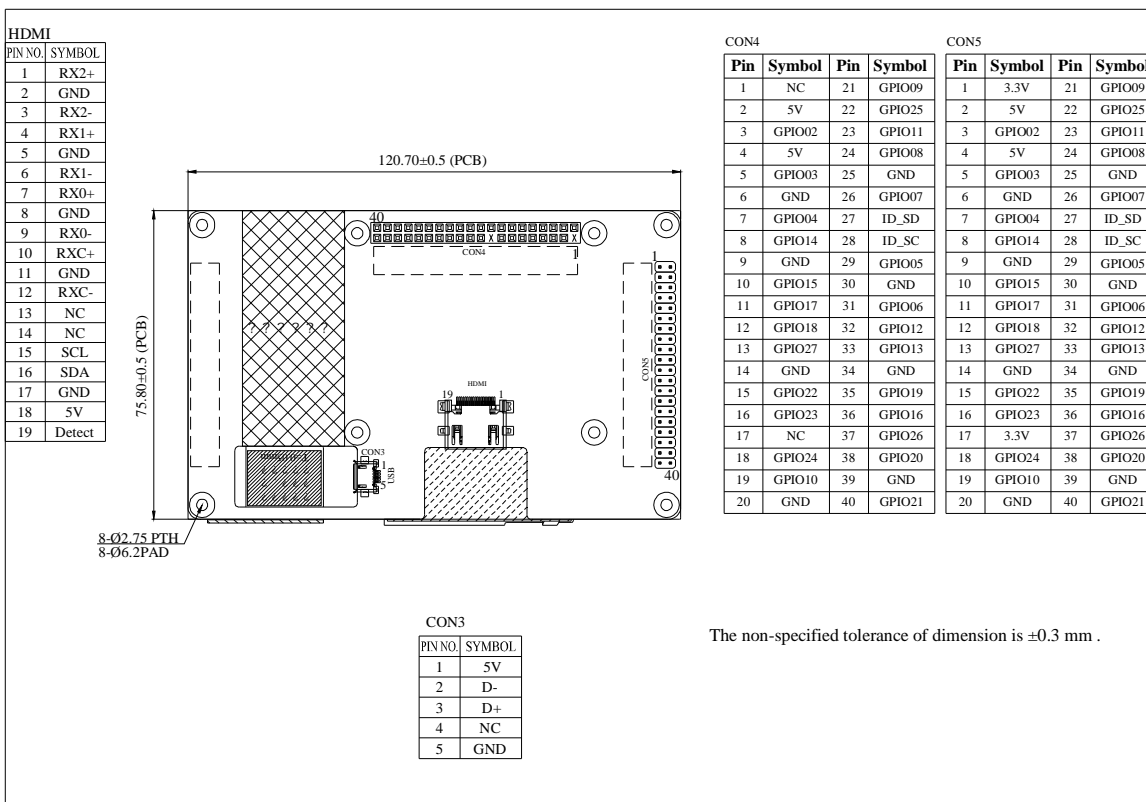 HDMI
PIN NO. SYMBOL
1 RX2+
2 GND
3 RX2-
4 RX1+
5 GND
6 RX1-
7 RX0+
8 GND
9 RX0-
10 RXC+
11 GND
12 RXC-
13 NC
14 NC
15 SCL
16 SDA
17 GND
18 5V
19 Detect
120.70±0.5 (PCB)
75.80±0.5 (PCB)
40
CON4
1
1
CON5
40
? ? ? ? ? ?
HDMI
19 1
CON3
1
USB
5
8-Ø2.75 PTH
8-Ø6.2PAD
CON4
Pin Symbol Pin Symbol
1 NC 21 GPIO09
2 5V 22 GPIO25
3 GPIO02 23 GPIO11
4 5V 24 GPIO08
5 GPIO03 25 GND
6 GND 26 GPIO07
7 GPIO04 27 ID_SD
8 GPIO14 28 ID_SC
9 GND 29 GPIO05
10 GPIO15 30 GND
11 GPIO17 31 GPIO06
12 GPIO18 32 GPIO12
13 GPIO27 33 GPIO13
14 GND 34 GND
15 GPIO22 35 GPIO19
16 GPIO23 36 GPIO16
17 NC 37 GPIO26
18 GPIO24 38 GPIO20
19 GPIO10 39 GND
20 GND 40 GPIO21
CON5
Pin Symbol Pin Symbol
1 3.3V 21 GPIO09
2 5V 22 GPIO25
3 GPIO02 23 GPIO11
4 5V 24 GPIO08
5 GPIO03 25 GND
6 GND 26 GPIO07
7 GPIO04 27 ID_SD
8 GPIO14 28 ID_SC
9 GND 29 GPIO05
10 GPIO15 30 GND
11 GPIO17 31 GPIO06
12 GPIO18 32 GPIO12
13 GPIO27 33 GPIO13
14 GND 34 GND
15 GPIO22 35 GPIO19
16 GPIO23 36 GPIO16
17 3.3V 37 GPIO26
18 GPIO24 38 GPIO20
19 GPIO10 39 GND
20 GND 40 GPIO21
CON3
PIN NO. SYMBOL
1 5V
2 D-
3 D+
4 NC
5 GND
The non-specified tolerance of dimension is ±0.3 mm .